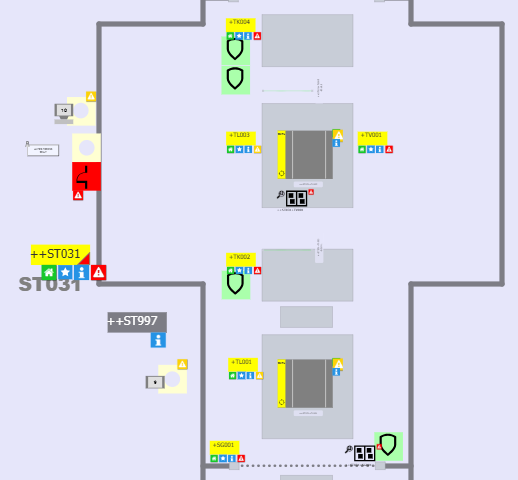 +TK004
+TL003
+TV001
++ST031
ST031
+TK002
++ST997
+TL001
+SG001